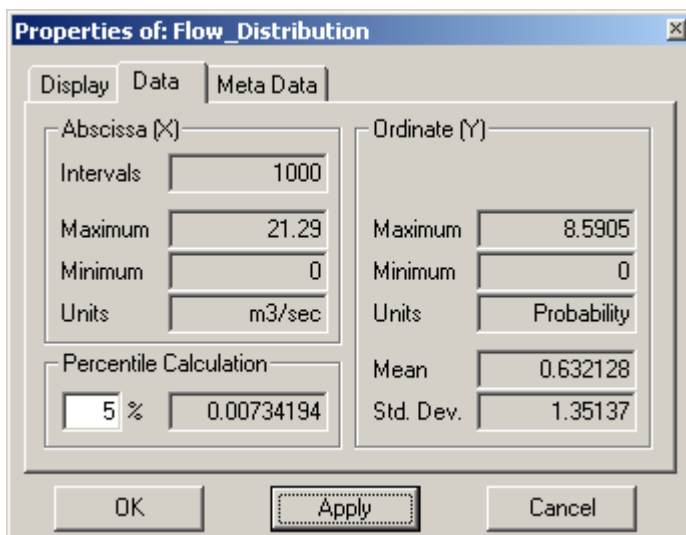 Properties of: Flow_Distribution
Display Data Meta Data
Abscissa (X)
Intervals 1000
Maximum 21.29
Minimum 0
Units m3/sec
Percentile Calculation
5 % 0.00734194
Ordinate (Y)
Maximum 8.5905
Minimum 0
Units Probability
Mean 0.632128
Std. Dev. 1.35137
OK Apply Cancel